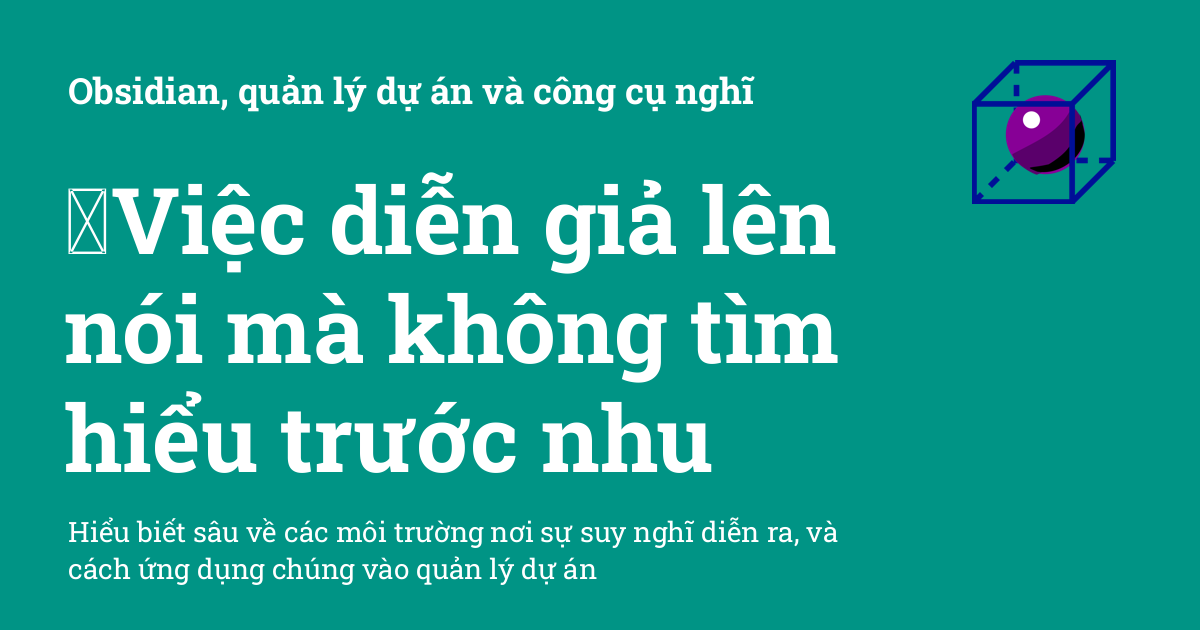 Obsidian, quản lý dự án và công cụ nghĩ
Việc diễn giả lên
nói mà không tìm
hiểu trước nhu
Hiểu biết sâu về các môi trường nơi sự suy nghĩ diễn ra, và
cách ứng dụng chúng vào quản lý dự án